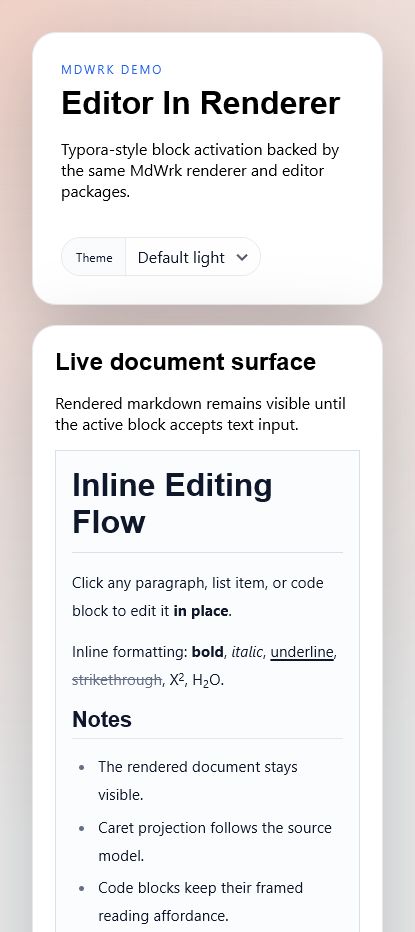 MDWRK DEMO
Editor In Renderer
Typora-style block activation backed by
the same MdWrk renderer and editor
packages.
Theme
Default light
Live document surface
Rendered markdown remains visible until
the active block accepts text input.
Inline Editing
Flow
Click any paragraph, list item, or code
block to edit it in place.
Inline formatting: bold, italic, underline,
strikethrough, X², H₂O.
Notes
The rendered document stays
visible.
Caret projection follows the source
model.
Code blocks keep their framed
reading affordance.